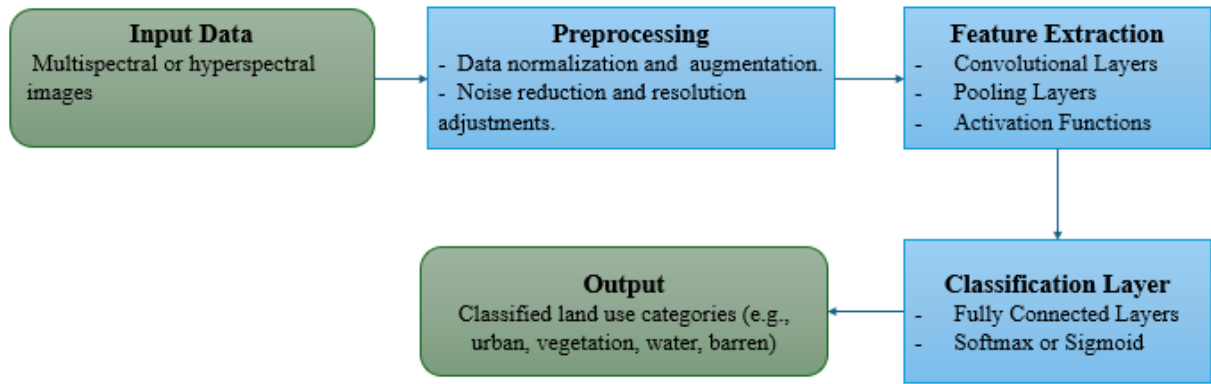 Input Data
Multispectral or hyperspectral
images
Preprocessing
- Data normalization and augmentation.
- Noise reduction and resolution
adjustments.
Feature Extraction
- Convolutional Layers
- Pooling Layers
- Activation Functions
Classification Layer
- Fully Connected Layers
- Softmax or Sigmoid
Output
Classified land use categories (e.g.,
urban, vegetation, water, barren)